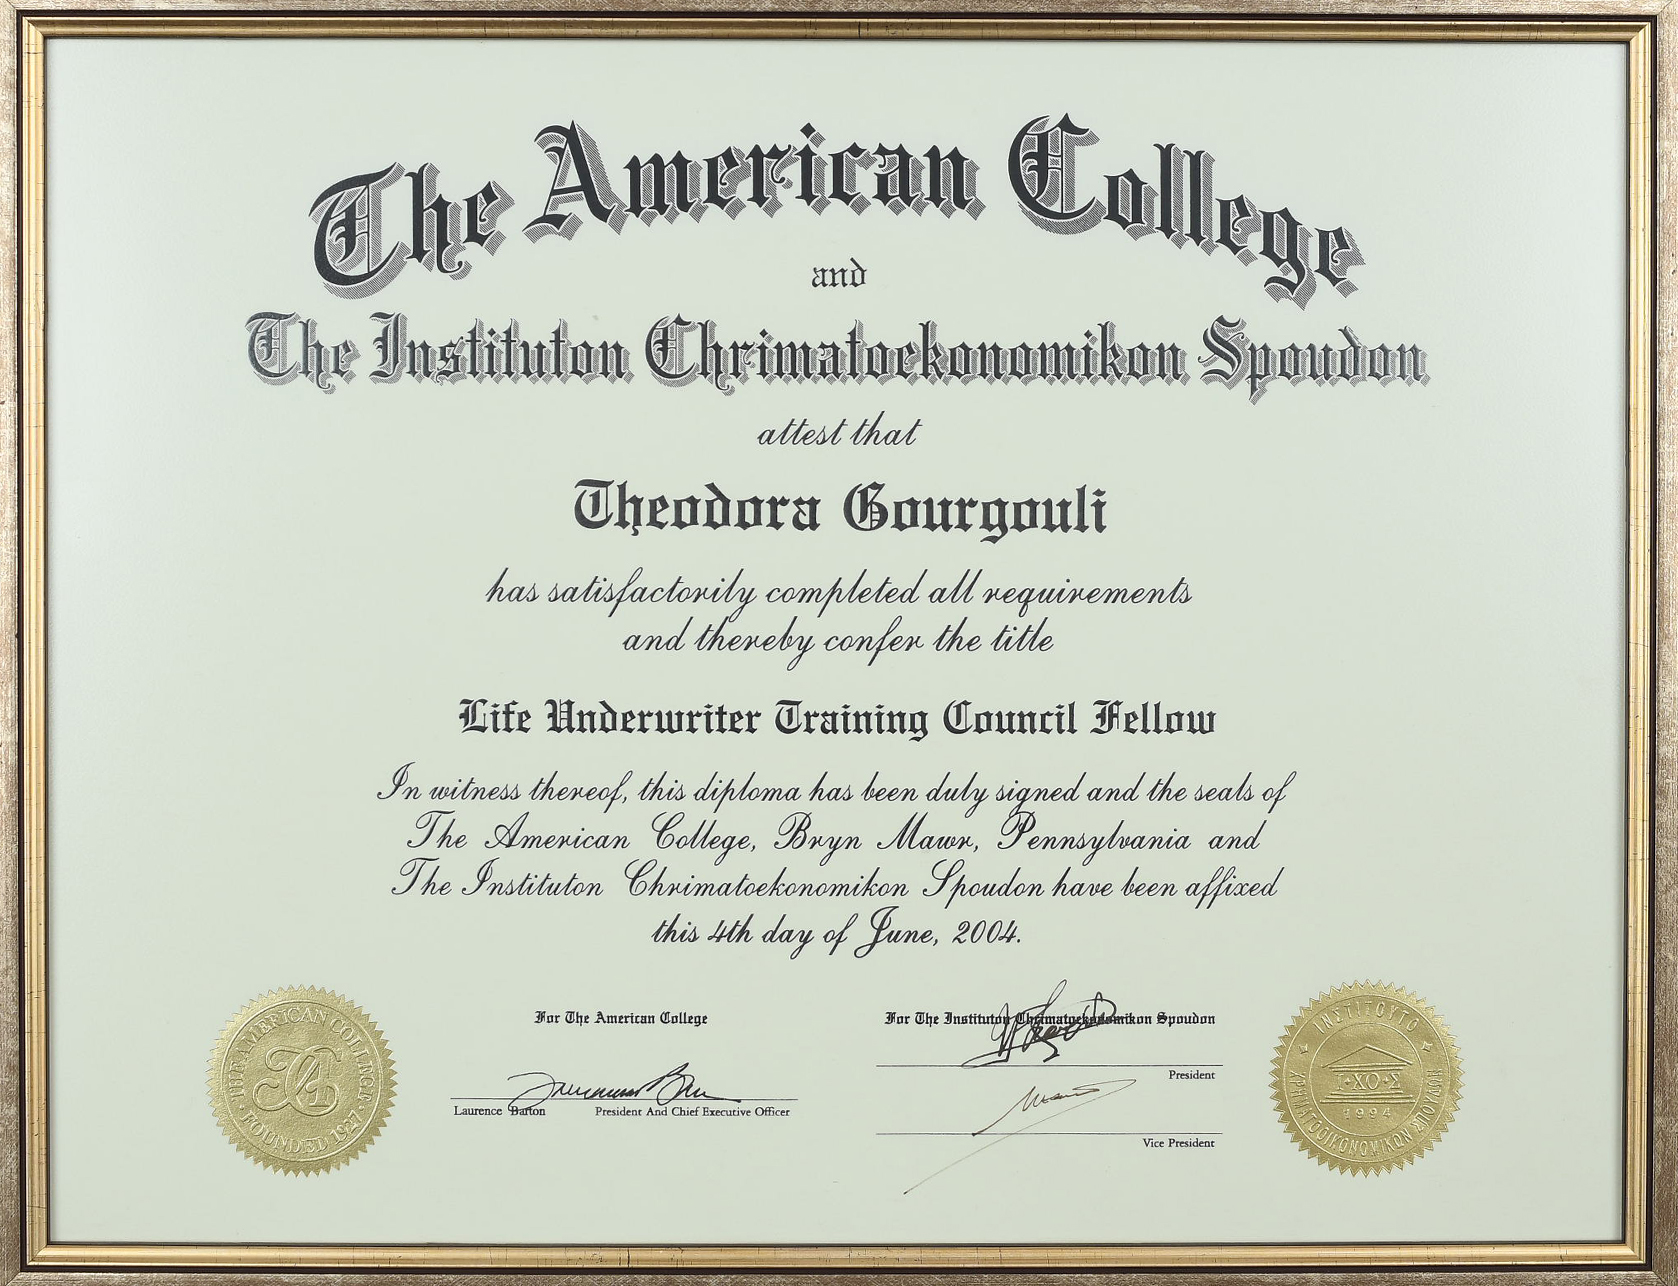 The American College
and
The Instituton Chrimatoekonomikon Spoudon
attest that
Theodora Gourgouli
has satisfactorily completed all requirements
and thereby confer the title
Life Underwriter Training Council Fellow
In witness thereof, this diploma has been duly signed and the seals of
The American College, Bryn Mawr, Pennsylvania and
The Instituton Chrimatoekonomikon Spoudon have been affixed
this 4th day of June, 2004.
For The American College
Laurence Barton President And Chief Executive Officer
For The Instituton Chrimatoekonomikon Spoudon
President
Vice President
THE AMERICAN COLLEGE
FOUNDED 1927
ΙΝΣΤΙΤΟΥΤΟ
ΧΡΗΜΑΤΟΟΙΚΟΝΟΜΙΚΩΝ ΣΠΟΥΔΩΝ
Ι·ΧΟ·Σ
1994